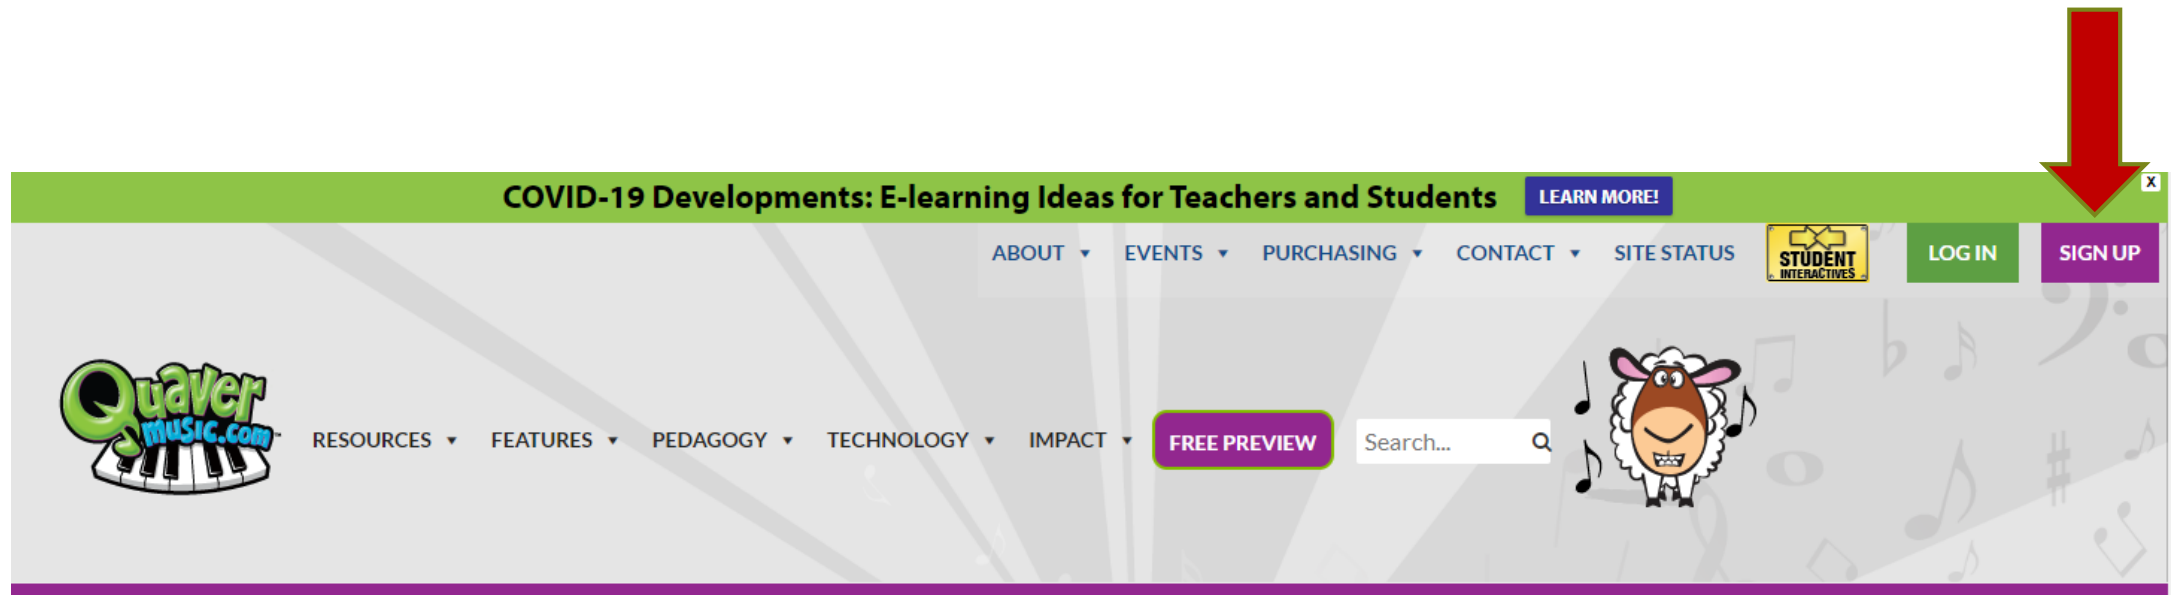 COVID-19 Developments: E-learning Ideas for Teachers and Students LEARN MORE! X
ABOUT EVENTS PURCHASING CONTACT SITE STATUS STUDENT INTERACTIVES LOG IN SIGN UP
Quaver music.com
RESOURCES FEATURES PEDAGOGY TECHNOLOGY IMPACT FREE PREVIEW Search...